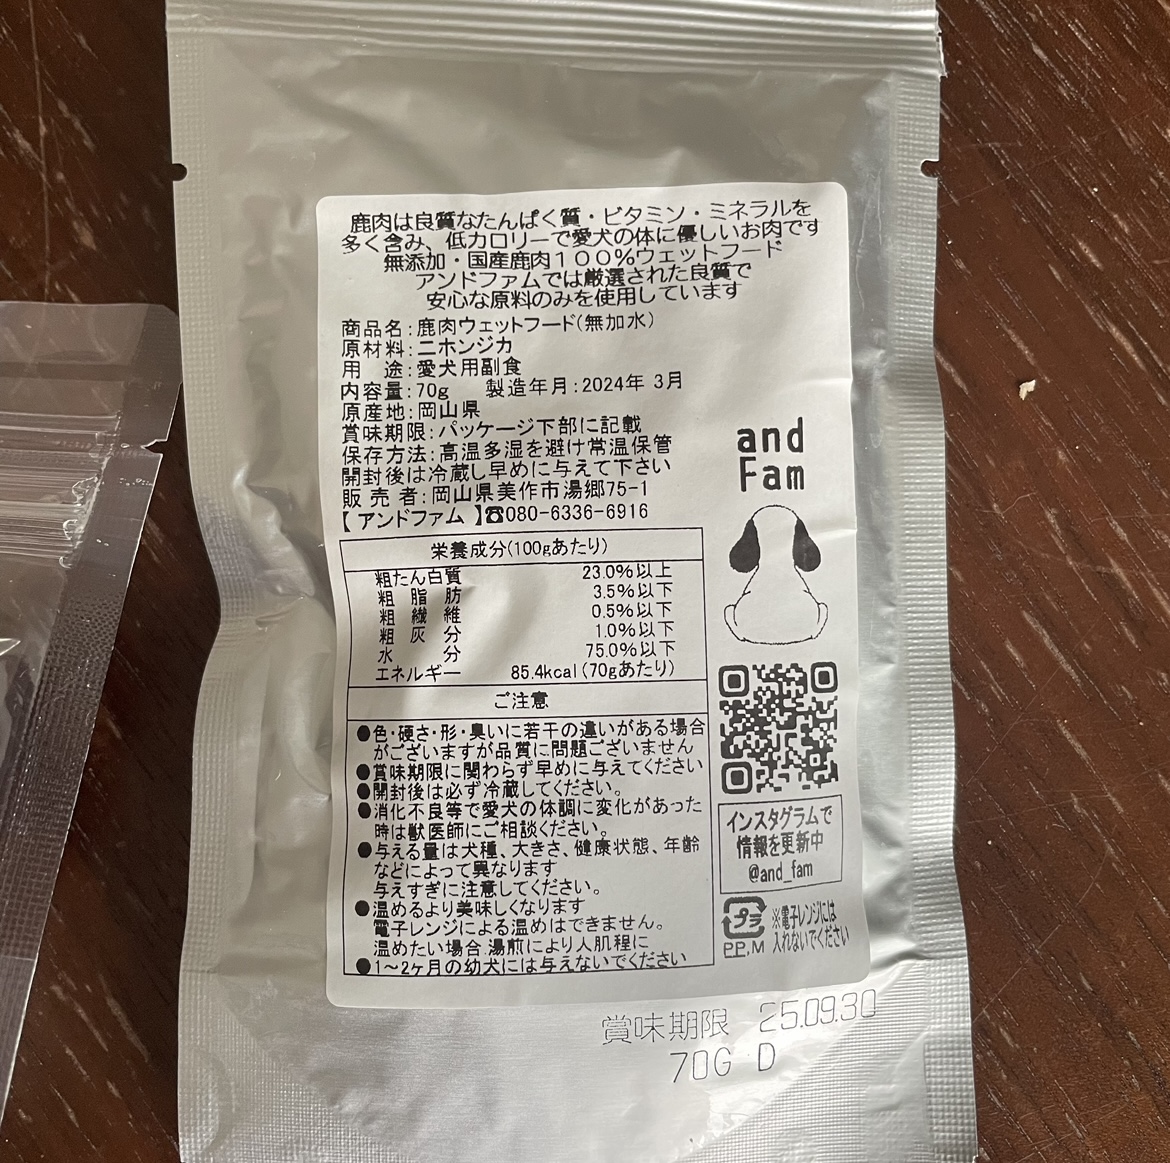 鹿肉は良質なたんぱく質・ビタミン・ミネラルを
多く含み、低カロリーで愛犬の体に優しいお肉です
無添加・国産鹿肉100%ウェットフード
アンドファムでは厳選された良質で
安心な原料のみを使用しています
商品名:鹿肉ウェットフード(無加水)
原材料:ニホンジカ
用 途:愛犬用副食
内容量:70g 製造年月:2024年 3月
原産地:岡山県
賞味期限:パッケージ下部に記載
保存方法:高温多湿を避け常温保管
開封後は冷蔵し早めに与えて下さい
販売者:岡山県美作市湯郷75-1
【アンドファム】☎080-6336-6916
栄養成分(100gあたり)
粗たん白質 23.0%以上
粗脂肪 3.5%以下
粗繊維 0.5%以下
粗灰分 1.0%以下
水分 75.0%以下
エネルギー 85.4kcal(70gあたり)
ご注意
●色・硬さ・形・臭いに若干の違いがある場合
がございますが品質に問題ございません
●賞味期限に関わらず早めに与えてください
●開封後は必ず冷蔵してください。
●消化不良等で愛犬の体調に変化があった
時は獣医師にご相談ください。
●与える量は犬種、大きさ、健康状態、年齢
などによって異なります
与えすぎに注意してください。
●温めるより美味しくなります
電子レンジによる温めはできません。
温めたい場合.湯煎により人肌程に
●1~2ヶ月の幼犬には与えないでください
and
Fam
インスタグラムで
情報を更新中
@and_fam
プラ
PP,M
※電子レンジには
入れないでください
賞味期限 25.09.30
70G D